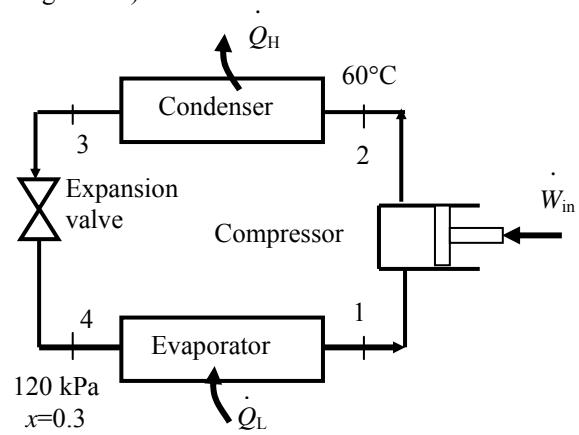 Q̇H
60°C
Condenser
3
2
Expansion
valve
Ẇin
Compressor
4
1
Evaporator
120 kPa
x=0.3
Q̇L